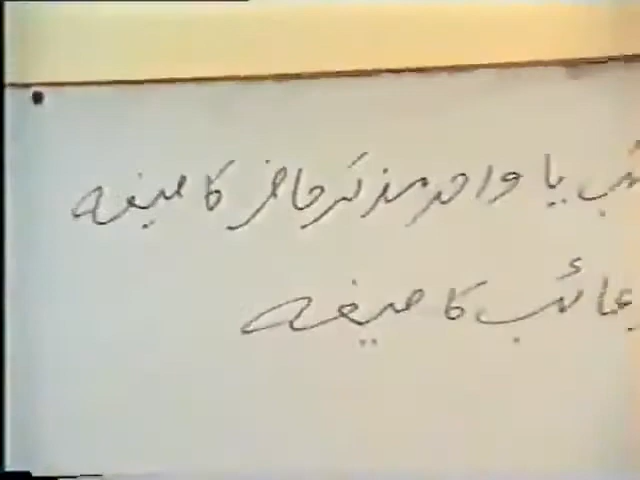 یا واحد مذکر حاضر کا صیغہ
غائب کا صیغہ